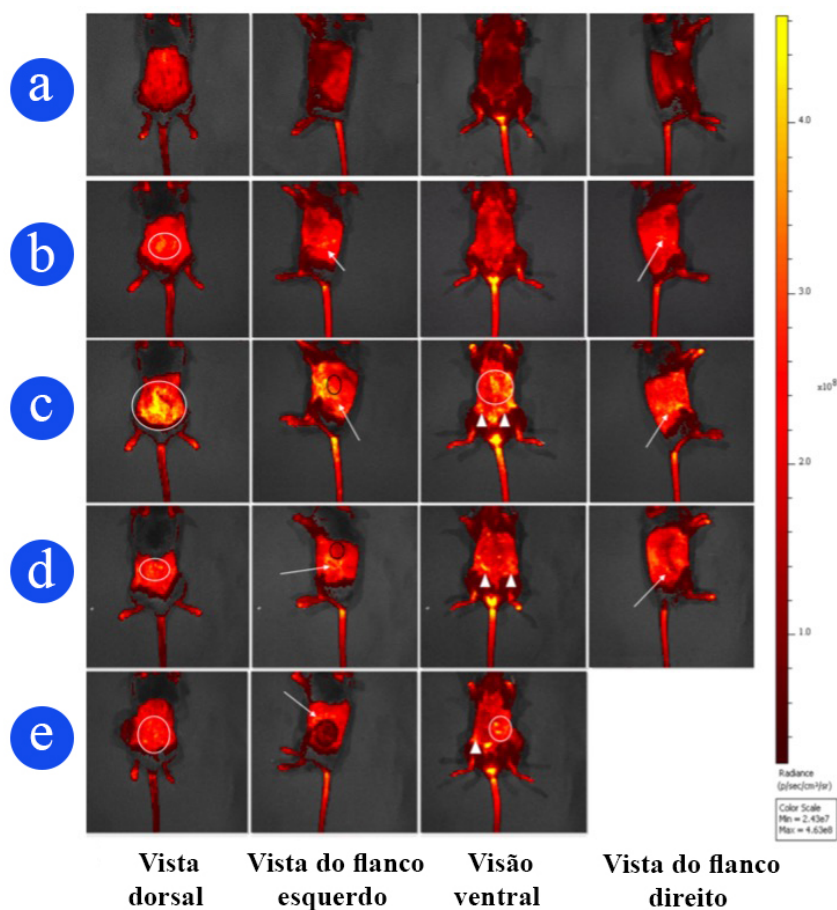 a
b
c
d
e
4.0
3.0
x10⁸
2.0
1.0
Radiance
(p/sec/cm²/sr)
Color Scale
Min = 2.43e7
Max = 4.63e8
Vista
dorsal
Vista do flanco
esquerdo
Visão
ventral
Vista do flanco
direito